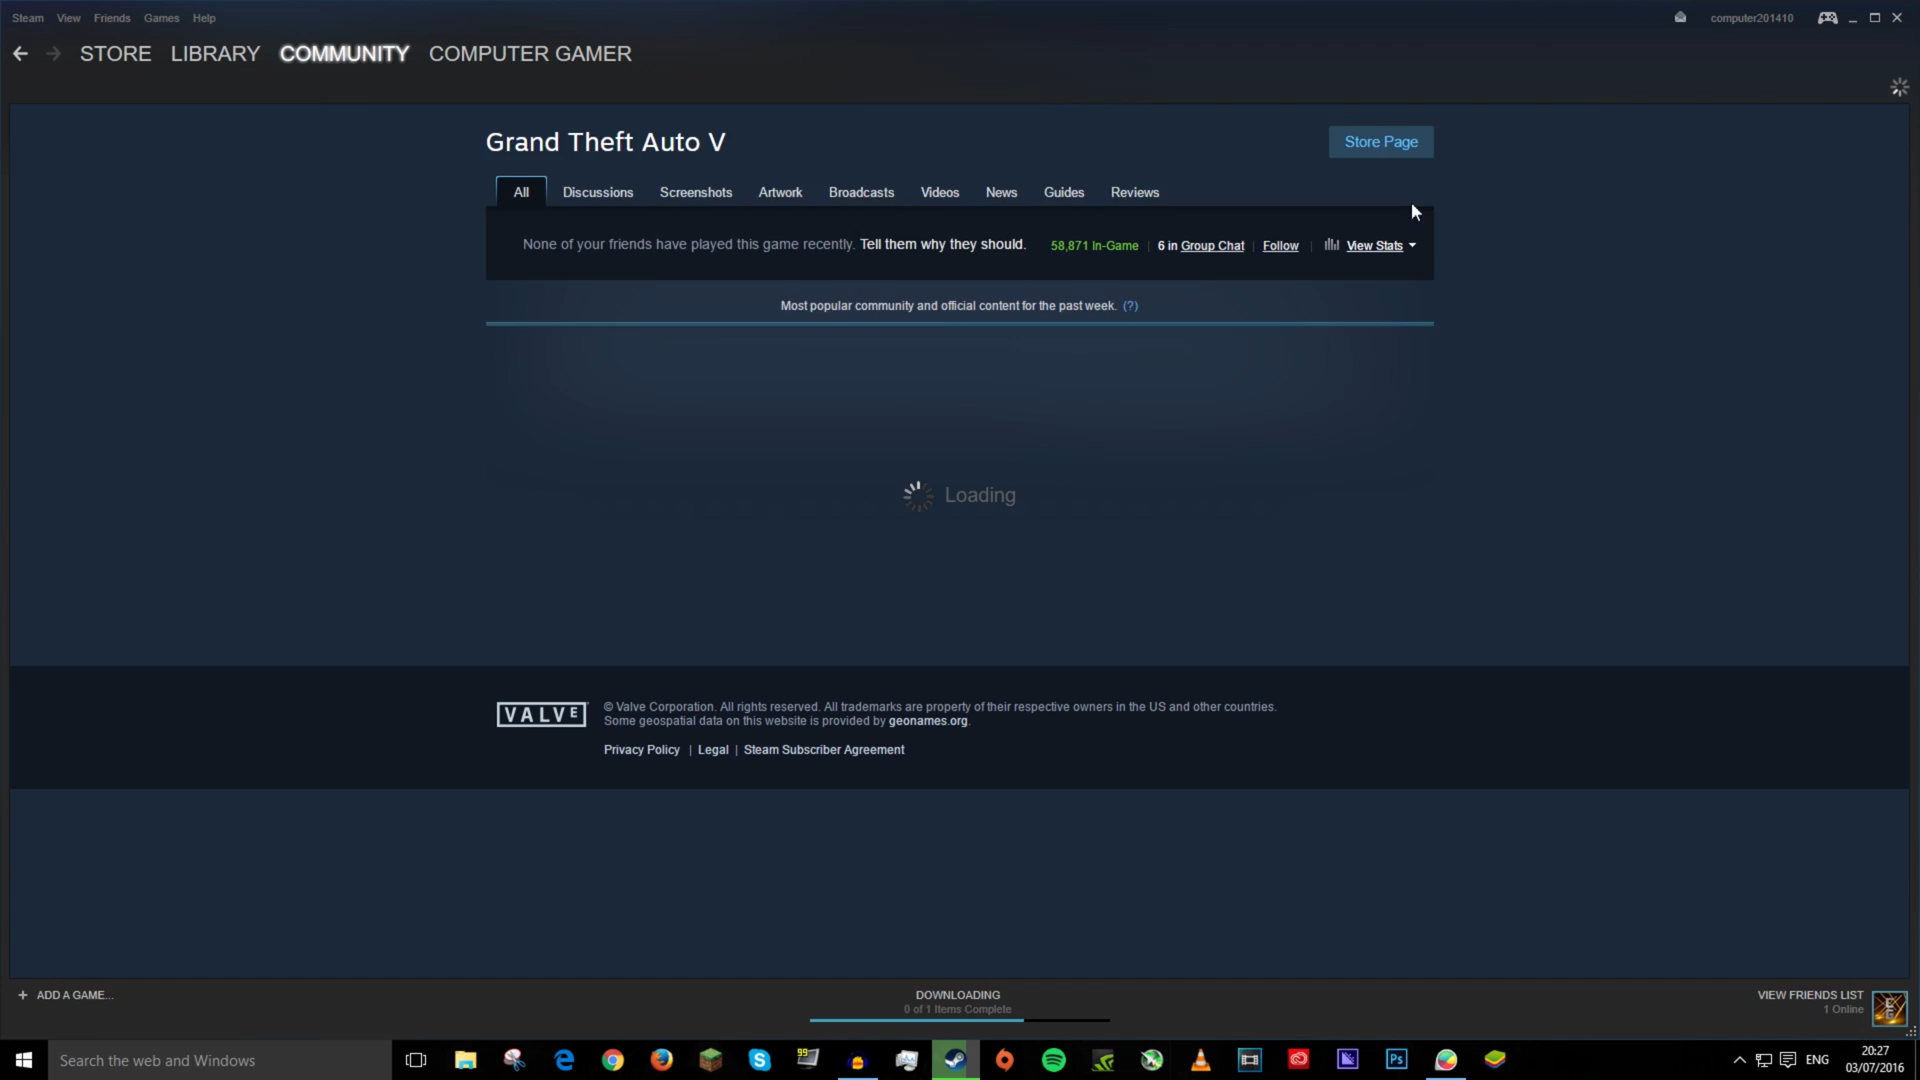 Steam View Friends Games Help
computer201410
STORE LIBRARY COMMUNITY COMPUTER GAMER
Grand Theft Auto V
Store Page
All Discussions Screenshots Artwork Broadcasts Videos News Guides Reviews
None of your friends have played this game recently. Tell them why they should. 58,871 In-Game | 6 in Group Chat | Follow | View Stats
Most popular community and official content for the past week. (?)
Loading
VALVE
© Valve Corporation. All rights reserved. All trademarks are property of their respective owners in the US and other countries.
Some geospatial data on this website is provided by geonames.org.
Privacy Policy | Legal | Steam Subscriber Agreement
+ ADD A GAME...
DOWNLOADING
0 of 1 Items Complete
VIEW FRIENDS LIST
1 Online
Search the web and Windows
99
Ps
ENG
20:27
03/07/2016